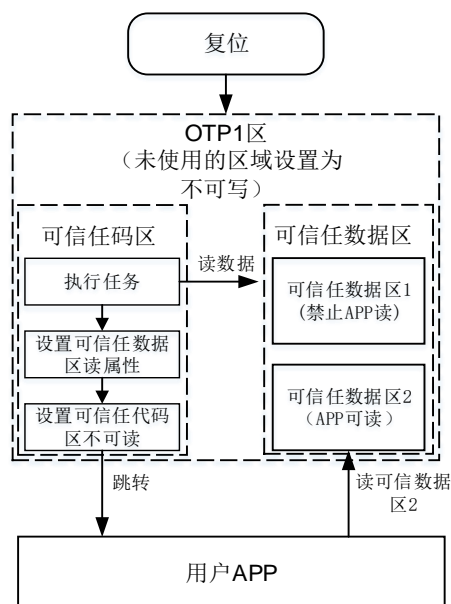 复位
OTP1区
（未使用的区域设置为
不可写）
可信任码区
可信任数据区
执行任务
读数据
可信任数据区1
(禁止APP读)
设置可信任数据
区读属性
设置可信任代码
区不可读
可信任数据区2
（APP可读）
跳转
读可信数据
区2
用户APP